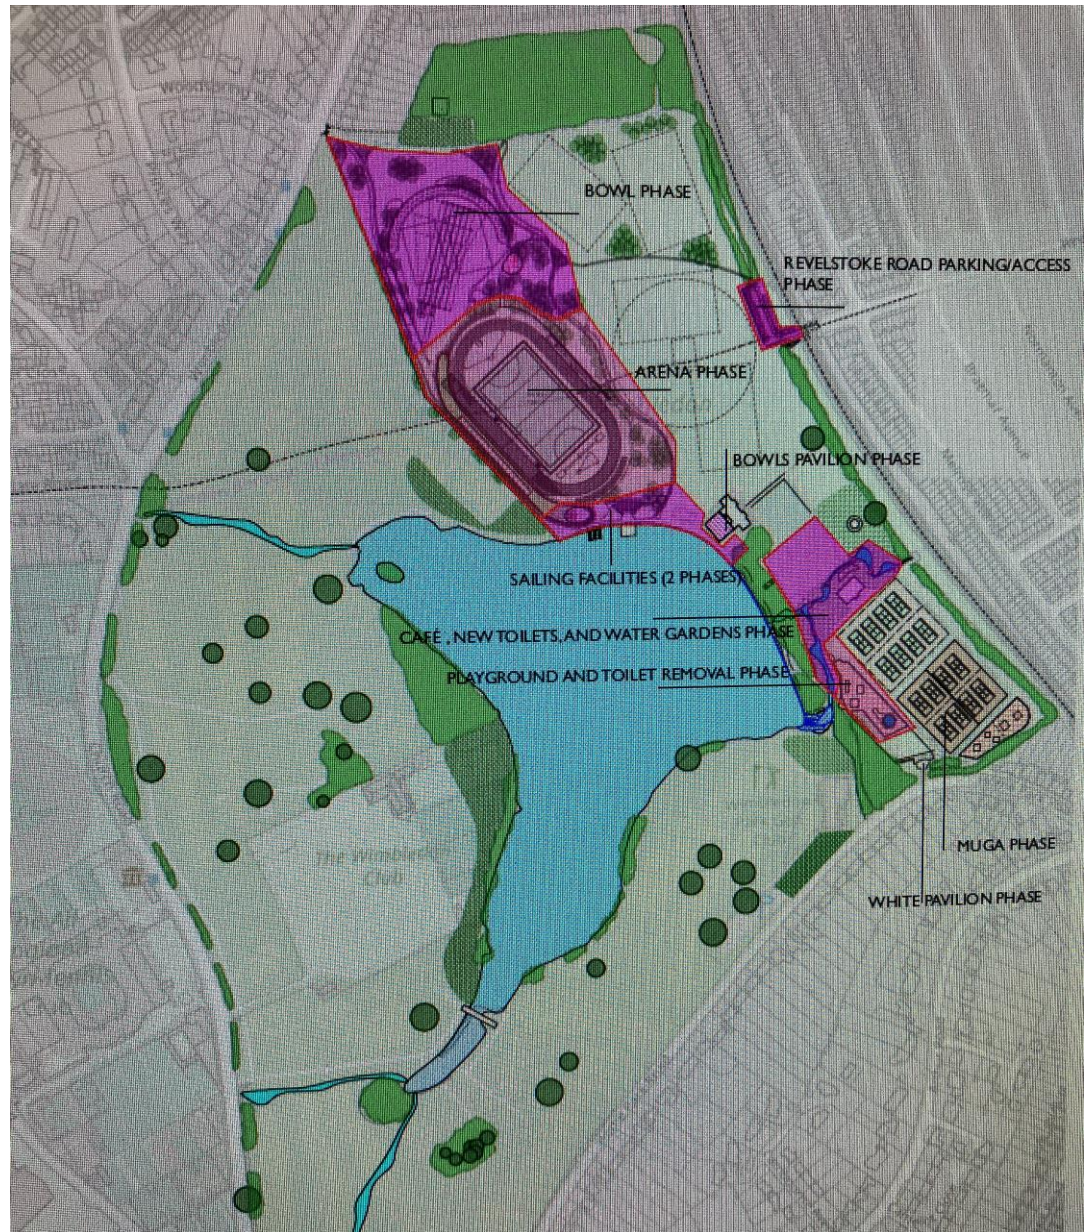 BOWL PHASE
REVELSTOKE ROAD PARKING/ACCESS
PHASE
ARENA PHASE
BOWLS PAVILION PHASE
SAILING FACILITIES (2 PHASES)
CAFÉ , NEW TOILETS, AND WATER GARDENS PHASE
PLAYGROUND AND TOILET REMOVAL PHASE
The Wimbledon
Club
MUGA PHASE
WHITE PAVILION PHASE